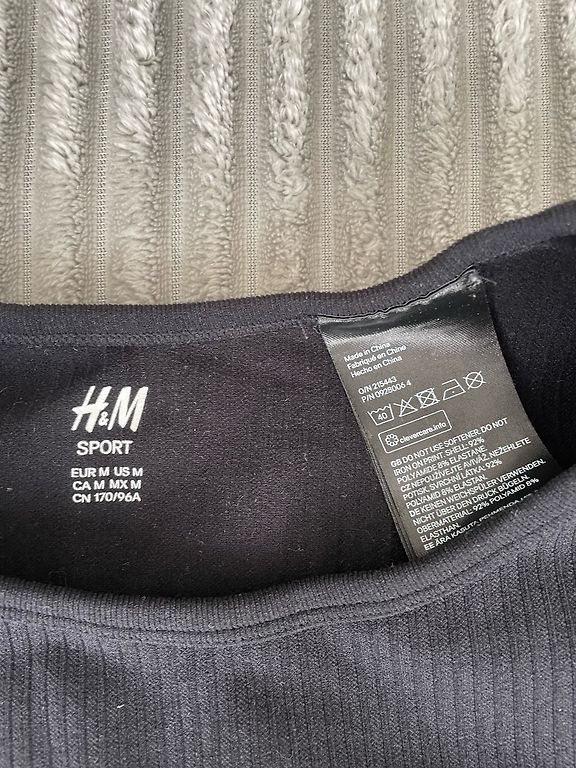 H&M
SPORT
EUR M US M
CA M MX M
CN 170/96A
Made in China
Fabriqué en Chine
Hecho en China
O/N 215443
P/N 0928006 4
40
clevercare.info
GB DO NOT USE SOFTENER. DO NOT
IRON ON PRINT. SHELL: 92%
POLYAMIDE 8% ELASTANE.
CZ NEPOUŽÍVEJTE AVIVÁŽ. NEŽEHLETE
POTISK. SVRCHNÍ LÁTKA: 92%
POLYAMID 8% ELASTAN.
DE KEINEN WEICHSPÜLER VERWENDEN.
NICHT ÜBER DEN DRUCK BÜGELN.
OBERMATERIAL: 92% POLYAMID 8%
ELASTHAN.
EE ÄRA KASUTA